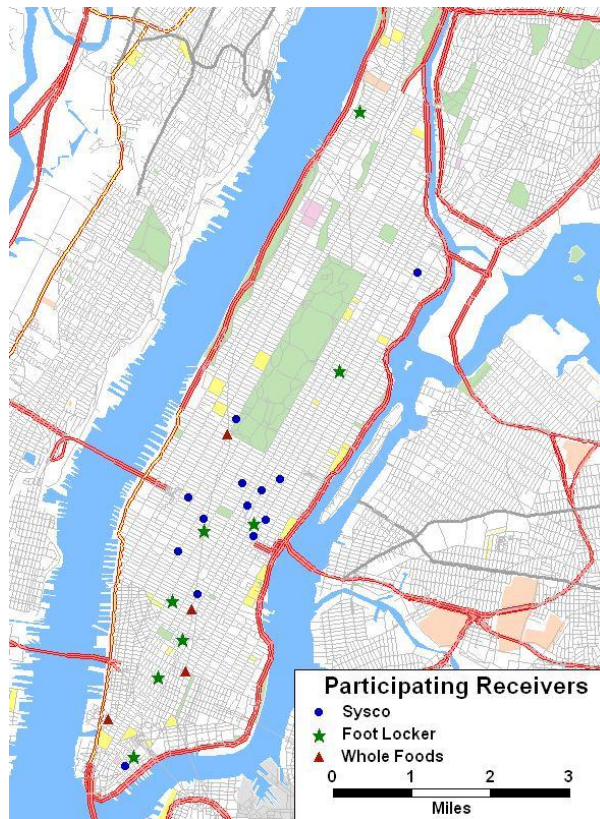 Participating Receivers
Sysco
Foot Locker
Whole Foods
0 1 2 3
Miles